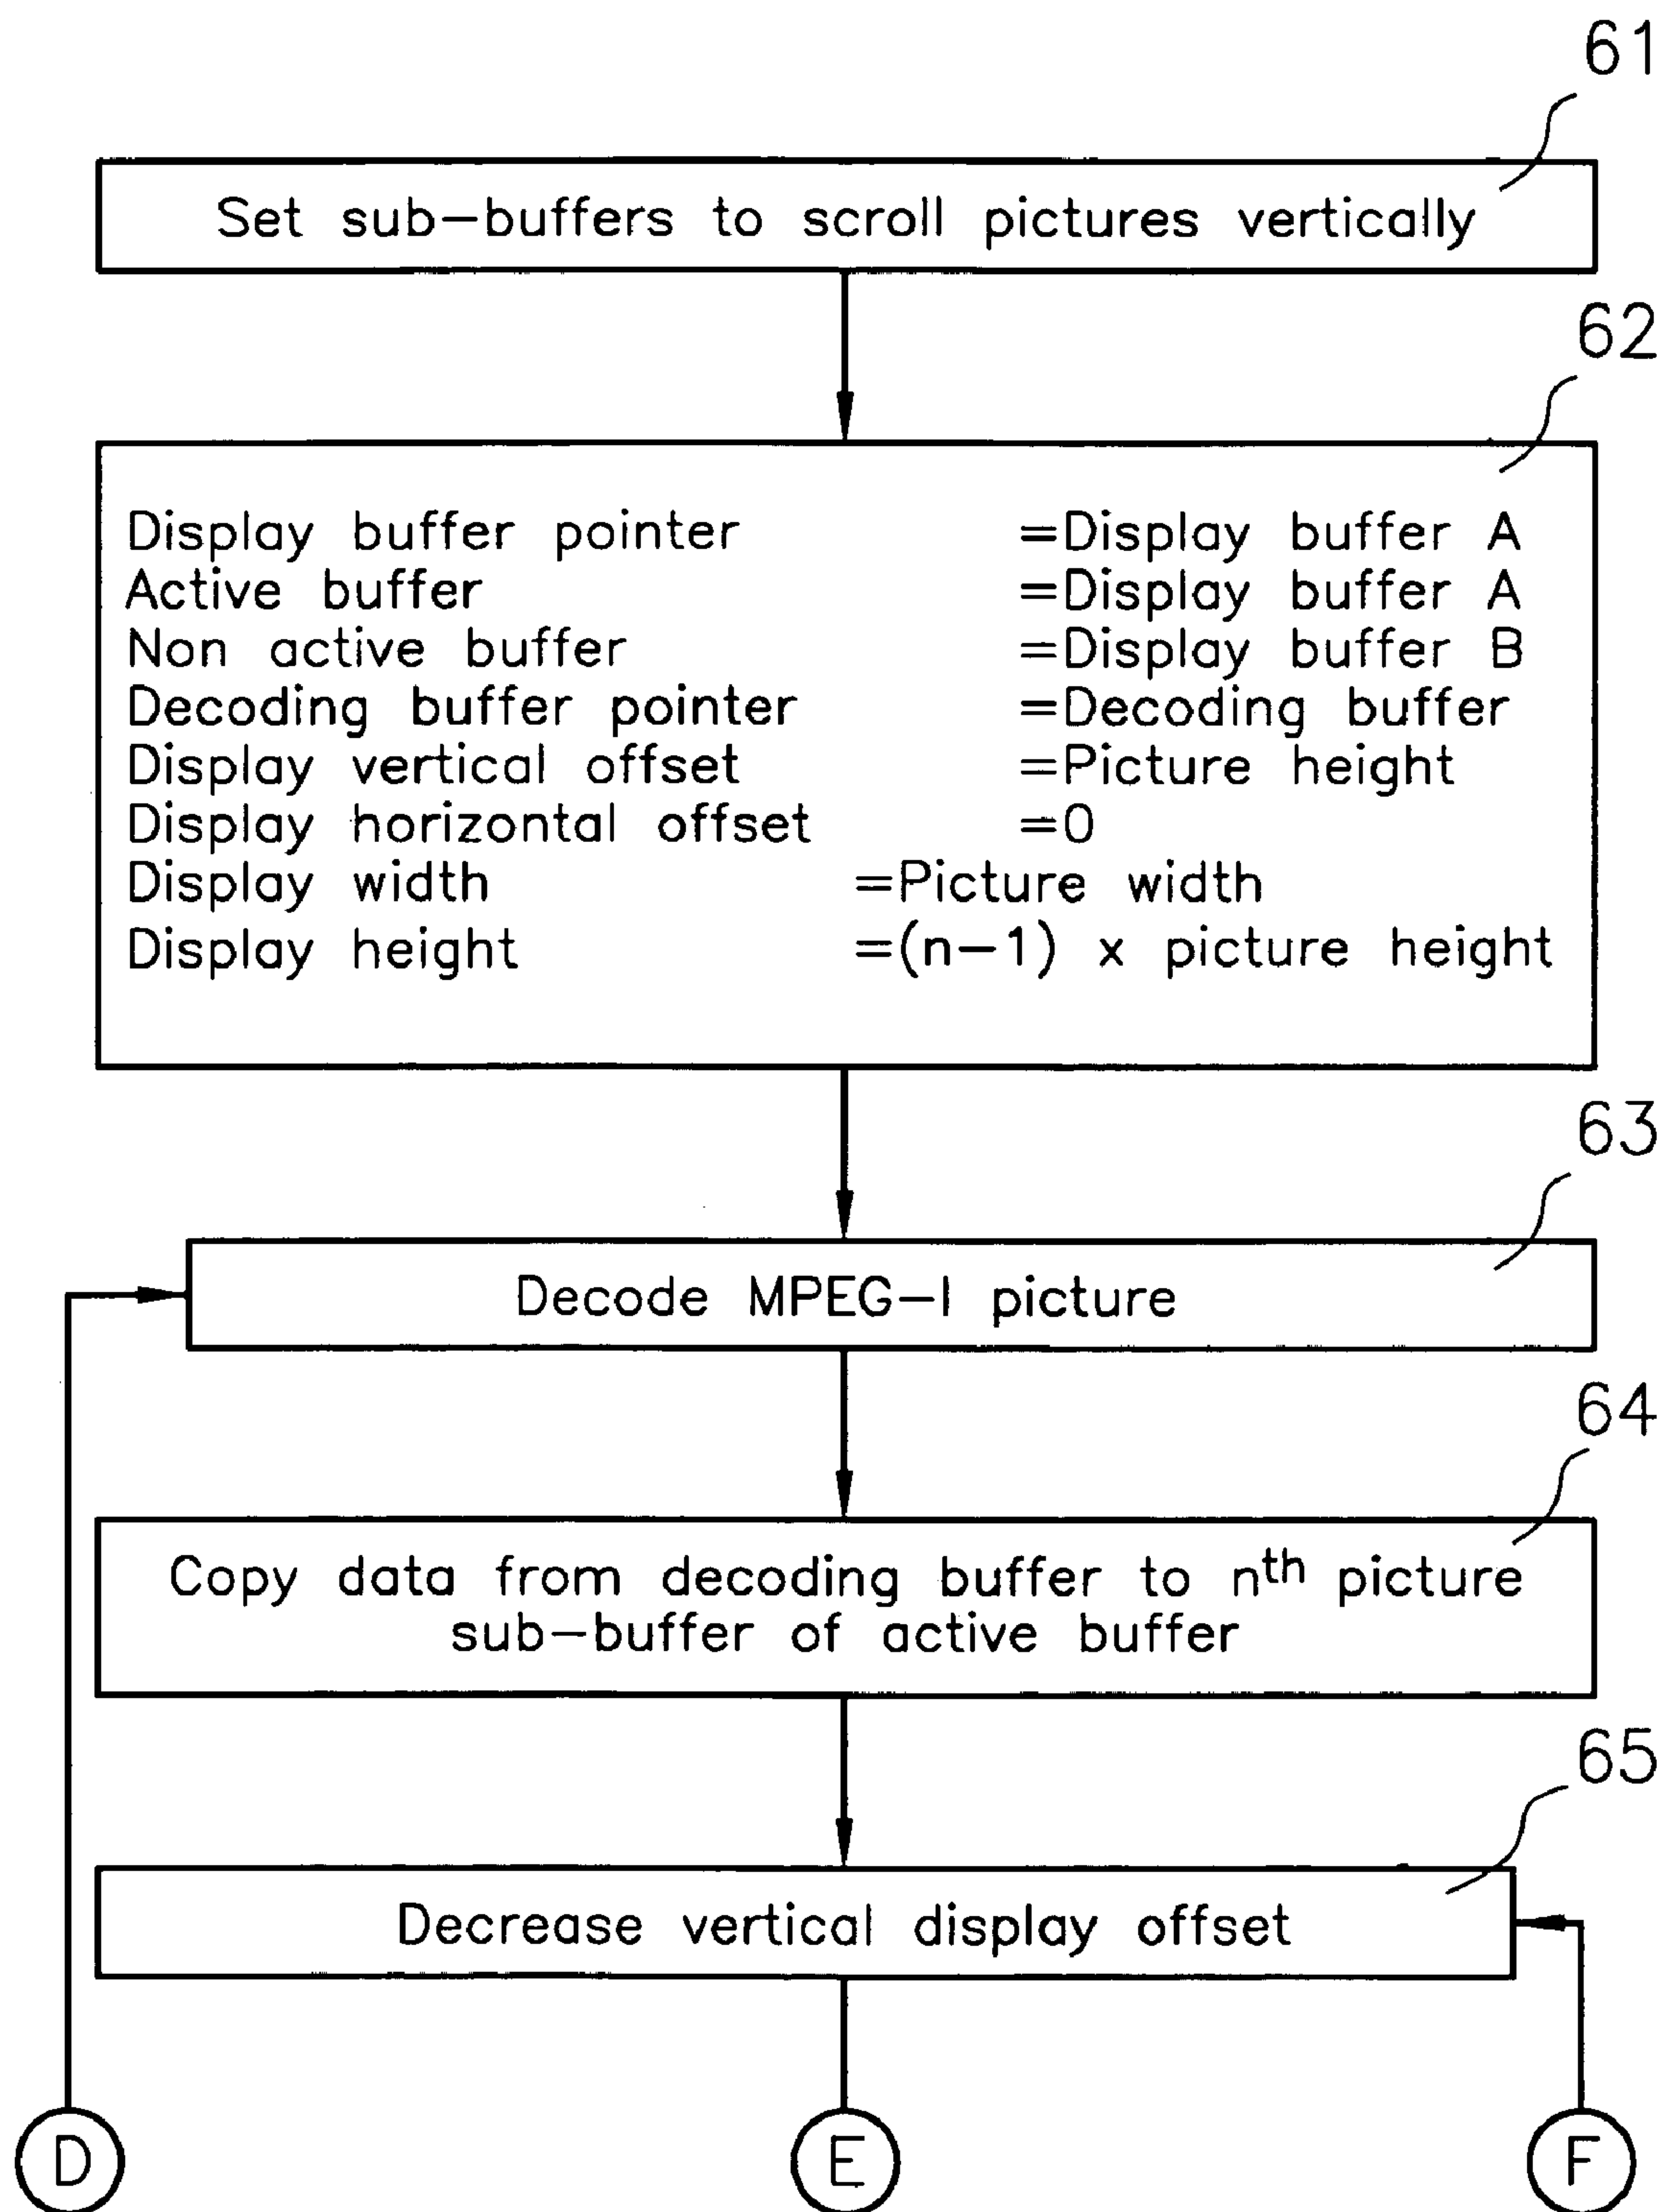 61
Set sub-buffers to scroll pictures vertically
62
Display buffer pointer =Display buffer A
Active buffer =Display buffer A
Non active buffer =Display buffer B
Decoding buffer pointer =Decoding buffer
Display vertical offset =Picture height
Display horizontal offset =0
Display width =Picture width
Display height =(n-1) x picture height
63
Decode MPEG-I picture
64
Copy data from decoding buffer to nth picture
sub-buffer of active buffer
65
Decrease vertical display offset
D E F